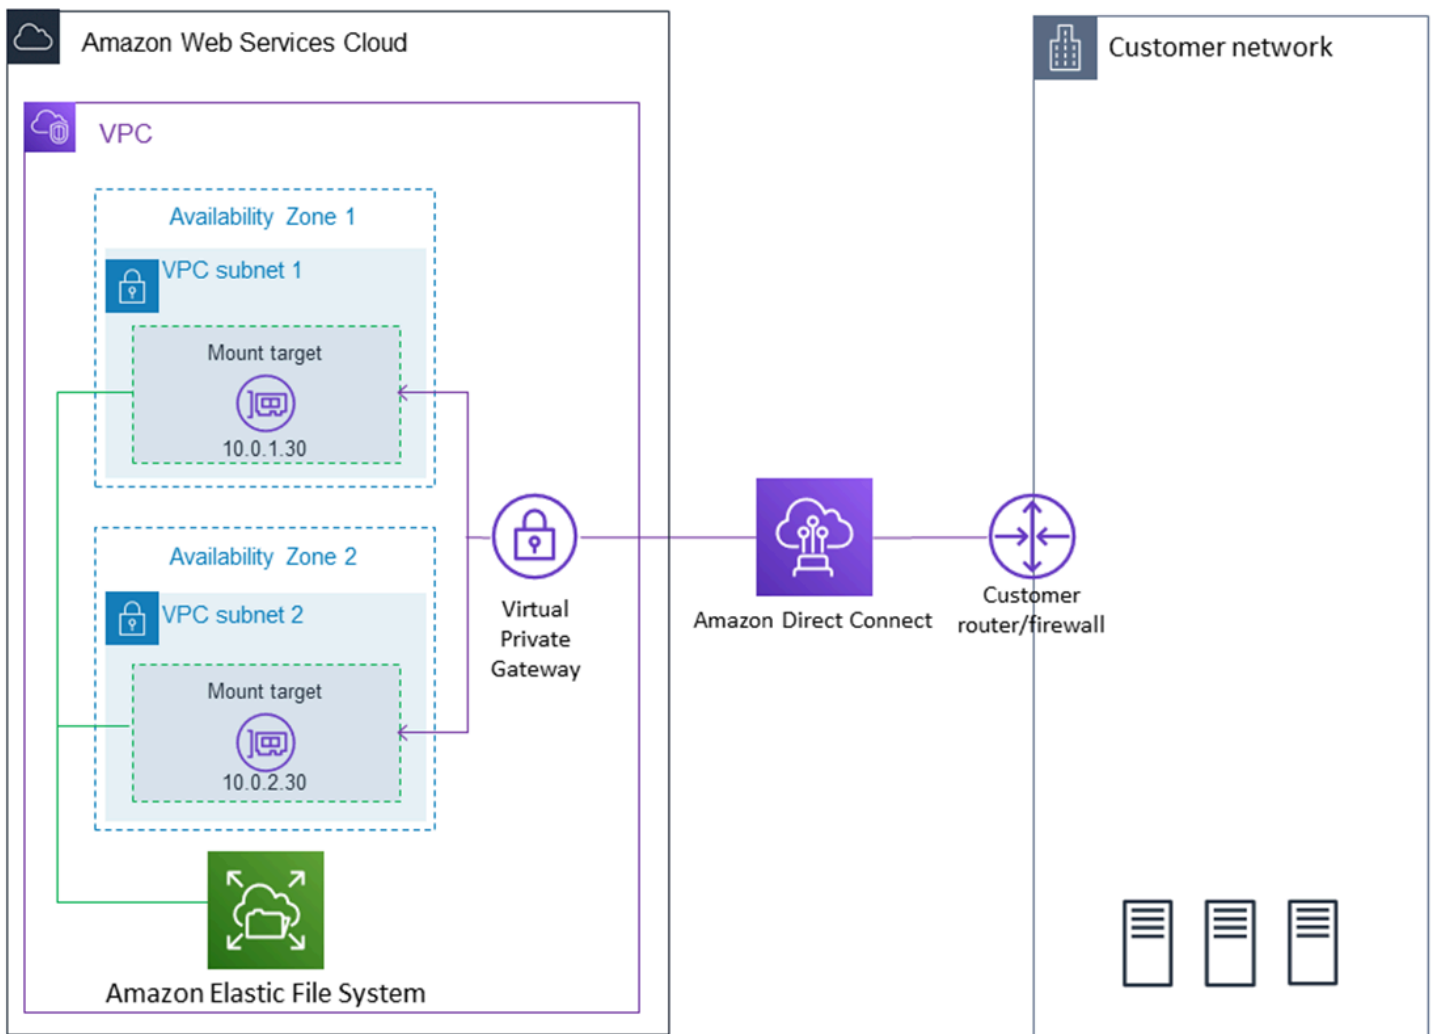 Amazon Web Services Cloud
Customer network
VPC
Availability Zone 1
VPC subnet 1
Mount target
10.0.1.30
Availability Zone 2
VPC subnet 2
Mount target
10.0.2.30
Virtual
Private
Gateway
Amazon Direct Connect
Customer
router/firewall
Amazon Elastic File System